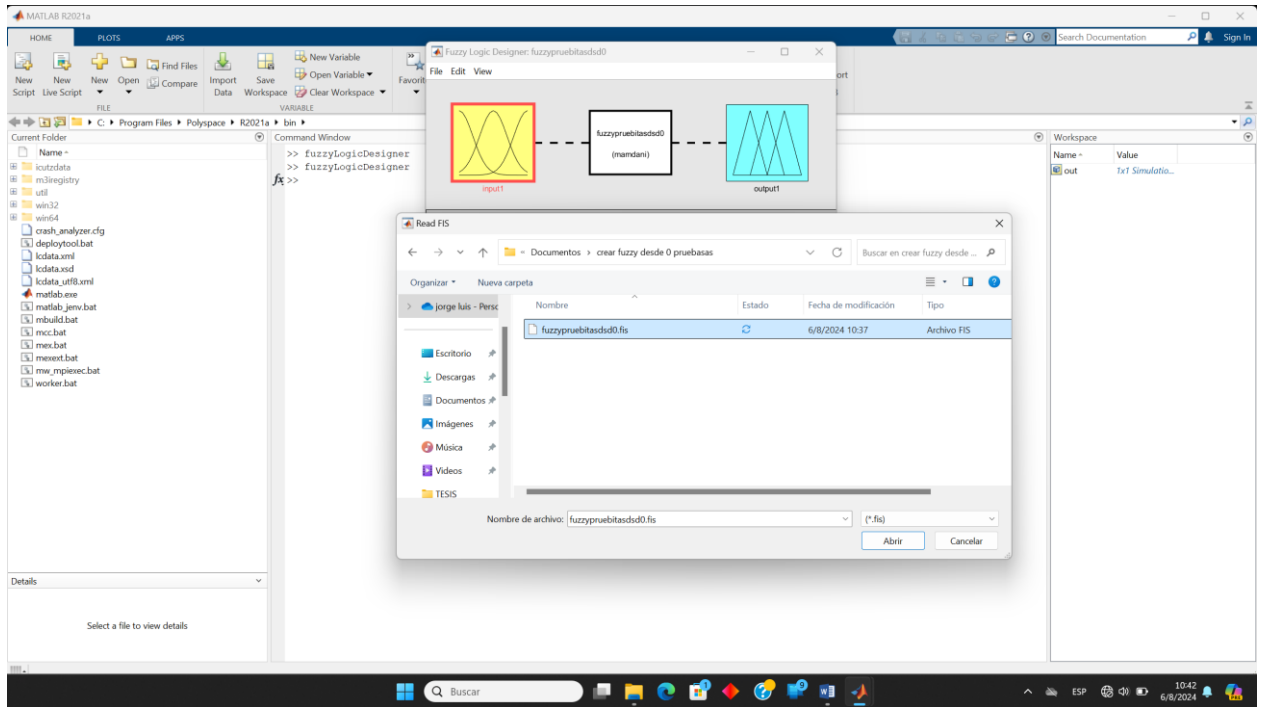 MATLAB R2021a
HOME PLOTS APPS
Search Documentation
Sign In
New Script
New Live Script
New
Open
Find Files
Compare
Import Data
Save Workspace
New Variable
Open Variable
Clear Workspace
Favorit
ort
FILE
VARIABLE
C: Program Files Polyspace R2021a bin
Current Folder
Name
icutzdata
m3iregistry
util
win32
win64
crash_analyzer.cfg
deploytool.bat
lcdata.xml
lcdata.xsd
lcdata_utf8.xml
matlab.exe
matlab_jenv.bat
mbuild.bat
mcc.bat
mex.bat
mexext.bat
mw_mpiexec.bat
worker.bat
Details
Select a file to view details
Command Window
>> fuzzyLogicDesigner
>> fuzzyLogicDesigner
fx >>
Workspace
Name Value
out 1x1 Simulatio...
Fuzzy Logic Designer: fuzzypruebitasdsd0
File Edit View
fuzzypruebitasdsd0
(mamdani)
input1
output1
Read FIS
« Documentos › crear fuzzy desde 0 pruebasas
Buscar en crear fuzzy desde ...
Organizar Nueva carpeta
jorge luis - Persc
Nombre Estado Fecha de modificación Tipo
fuzzypruebitasdsd0.fis 6/8/2024 10:37 Archivo FIS
Escritorio
Descargas
Documentos
Imágenes
Música
Videos
TESIS
Nombre de archivo: fuzzypruebitasdsd0.fis (*.fis)
Abrir Cancelar
Buscar
ESP
10:42
6/8/2024